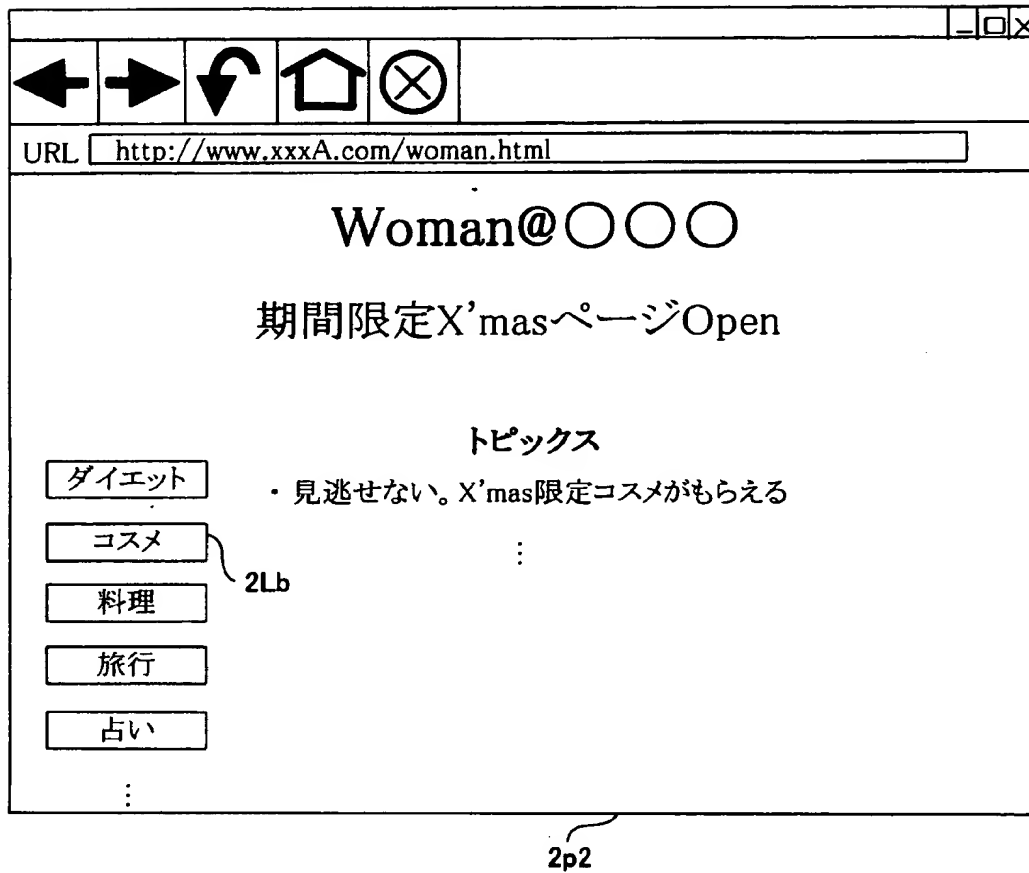 URL http://www.xxxA.com/woman.html
Woman@○○○
期間限定X'masページOpen
トピックス
・見逃せない。X'mas限定コスメがもらえる
⋮
ダイエット
コスメ
2Lb
料理
旅行
占い
⋮
2p2